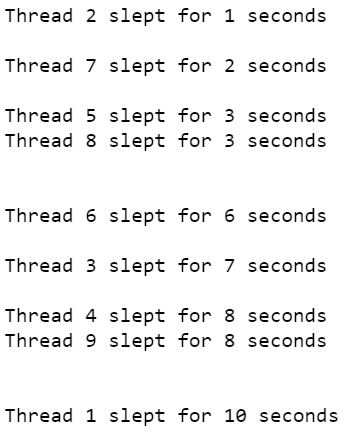 Thread 2 slept for 1 seconds
Thread 7 slept for 2 seconds
Thread 5 slept for 3 seconds
Thread 8 slept for 3 seconds
Thread 6 slept for 6 seconds
Thread 3 slept for 7 seconds
Thread 4 slept for 8 seconds
Thread 9 slept for 8 seconds
Thread 1 slept for 10 seconds